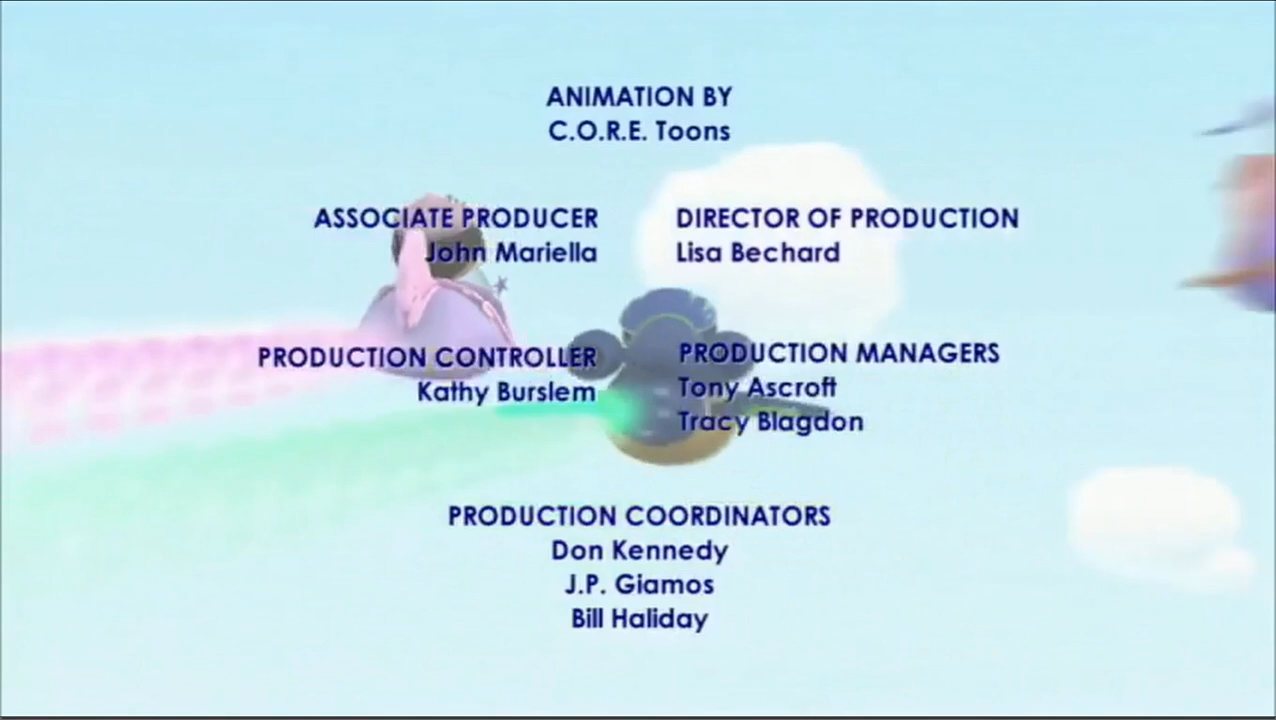 ANIMATION BY
C.O.R.E. Toons
ASSOCIATE PRODUCER
John Mariella
DIRECTOR OF PRODUCTION
Lisa Bechard
PRODUCTION CONTROLLER
Kathy Burslem
PRODUCTION MANAGERS
Tony Ascroft
Tracy Blagdon
PRODUCTION COORDINATORS
Don Kennedy
J.P. Giamos
Bill Haliday